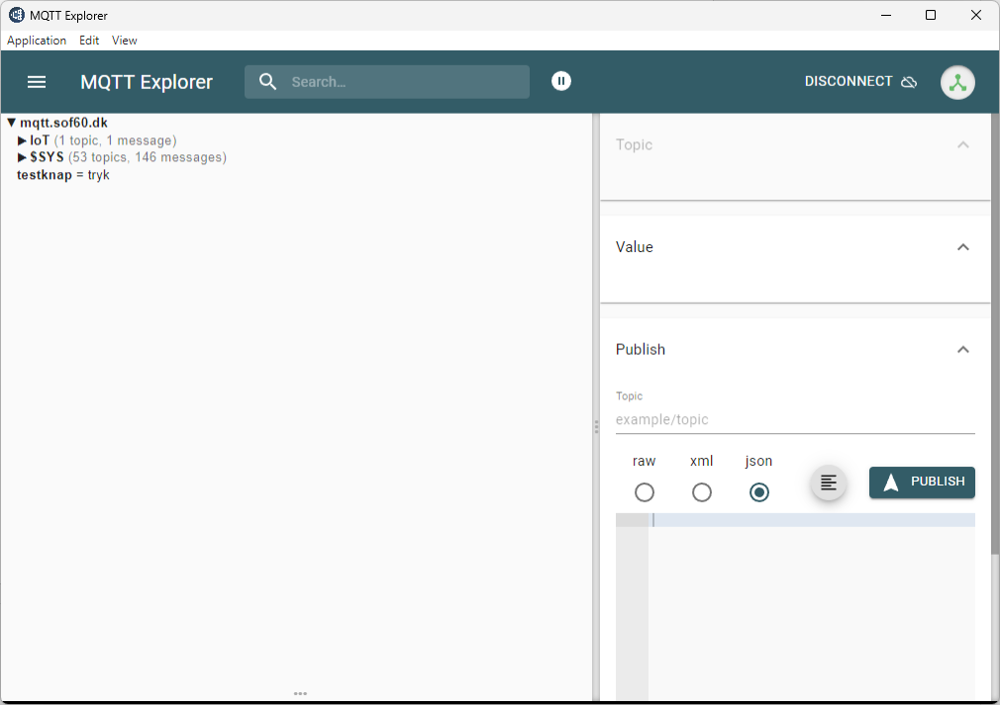 MQTT Explorer
Application Edit View
MQTT Explorer Search... DISCONNECT
▼ mqtt.sof60.dk
▶ IoT (1 topic, 1 message)
▶ $SYS (53 topics, 146 messages)
testknap = tryk
Topic
Value
Publish
Topic
example/topic
raw xml json
PUBLISH